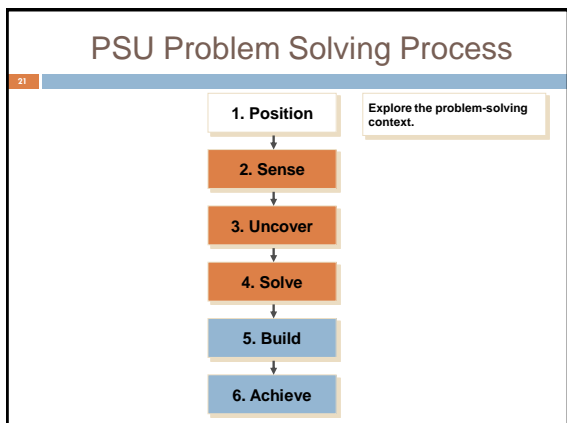 PSU Problem Solving Process
21
1. Position
Explore the problem-solving
context.
2. Sense
3. Uncover
4. Solve
5. Build
6. Achieve